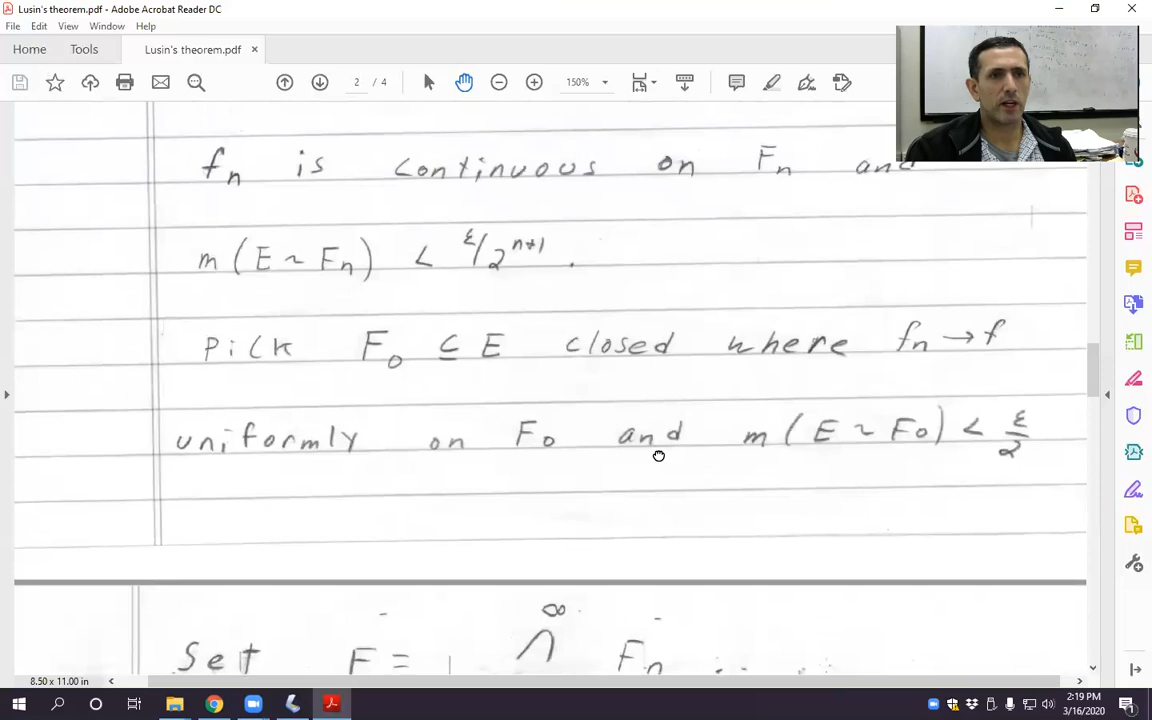 Lusin's theorem.pdf - Adobe Acrobat Reader DC
File Edit View Window Help
Home Tools Lusin's theorem.pdf ×
2 / 4 150%
fn is continuous on Fn and
m(E ~ Fn) < ε/2^(n+1) .
Pick F0 ⊆ E closed where fn → f
uniformly on F0 and m(E ~ F0) < ε/2
Set F = ∞ ∩ Fn
8.50 x 11.00 in
2:19 PM
3/16/2020